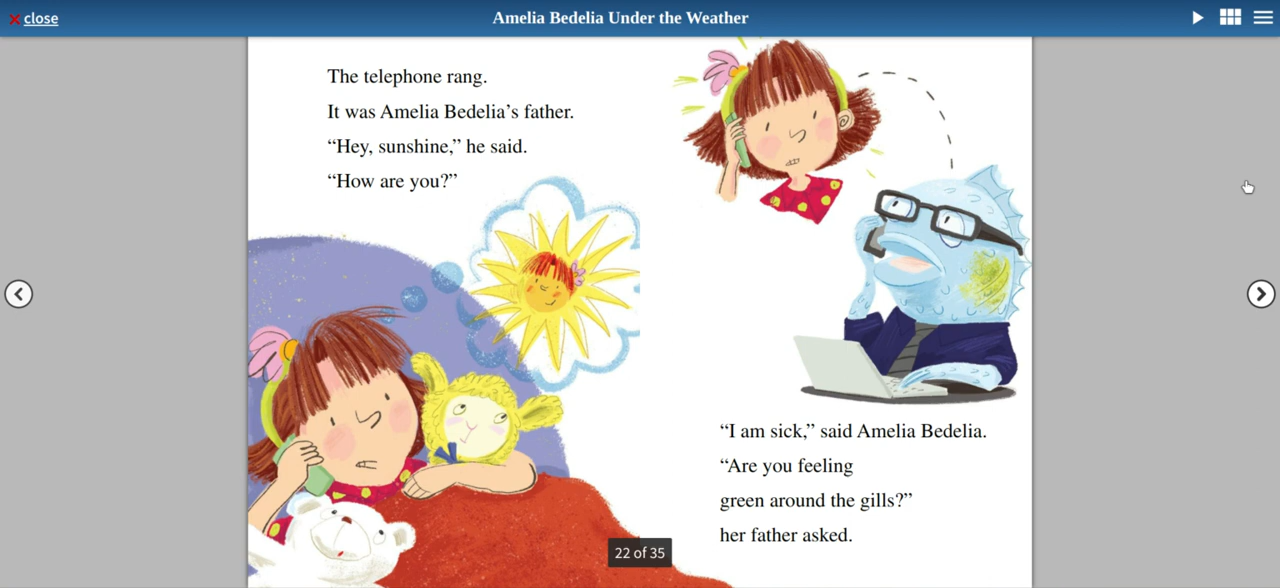 close
Amelia Bedelia Under the Weather
The telephone rang.
It was Amelia Bedelia’s father.
“Hey, sunshine,” he said.
“How are you?”
“I am sick,” said Amelia Bedelia.
“Are you feeling
green around the gills?”
her father asked.
22 of 35